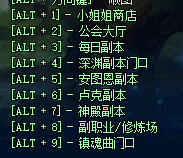 [ALT + 1] - 小姐姐商店
[ALT + 2] - 公会大厅
[ALT + 3] - 每日副本
[ALT + 4] - 深渊副本门口
[ALT + 5] - 安图恩副本
[ALT + 6] - 卢克副本
[ALT + 7] - 神殿副本
[ALT + 8] - 副职业/修炼场
[ALT + 9] - 镇魂曲门口